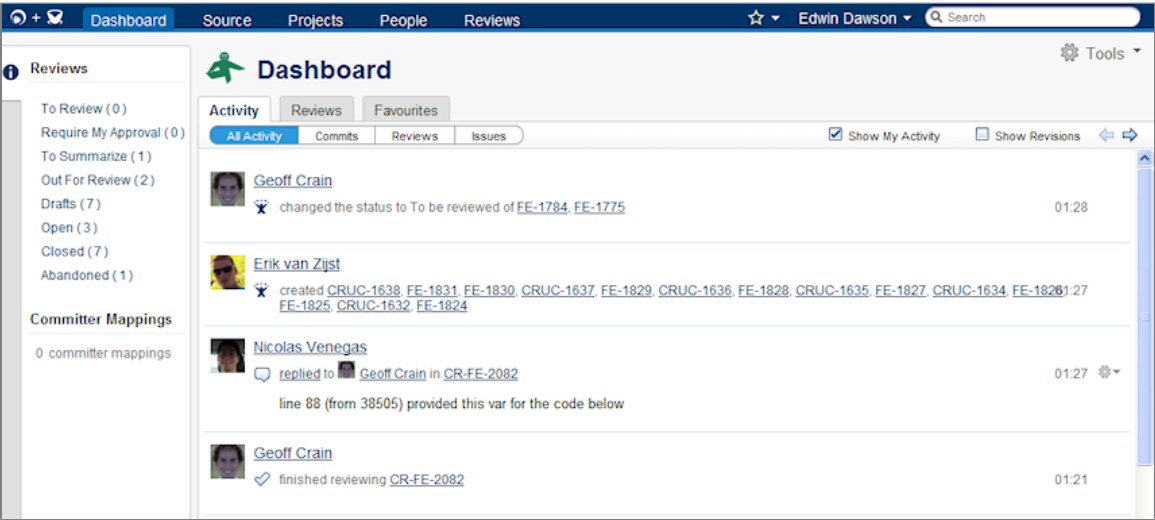 Dashboard Source Projects People Reviews Edwin Dawson Search
Reviews
To Review (0)
Require My Approval (0)
To Summarize (1)
Out For Review (2)
Drafts (7)
Open (3)
Closed (7)
Abandoned (1)
Committer Mappings
0 committer mappings
Dashboard
Tools
Activity Reviews Favourites
All Activity Commits Reviews Issues Show My Activity Show Revisions
Geoff Crain
changed the status to To be reviewed of FE-1784, FE-1775 01:28
Erik van Zijst
created CRUC-1638, FE-1831, FE-1830, CRUC-1637, FE-1829, CRUC-1636, FE-1828, CRUC-1635, FE-1827, CRUC-1634, FE-1826, 01:27
FE-1825, CRUC-1632, FE-1824
Nicolas Venegas
replied to Geoff Crain in CR-FE-2082 01:27
line 88 (from 38505) provided this var for the code below
Geoff Crain
finished reviewing CR-FE-2082 01:21